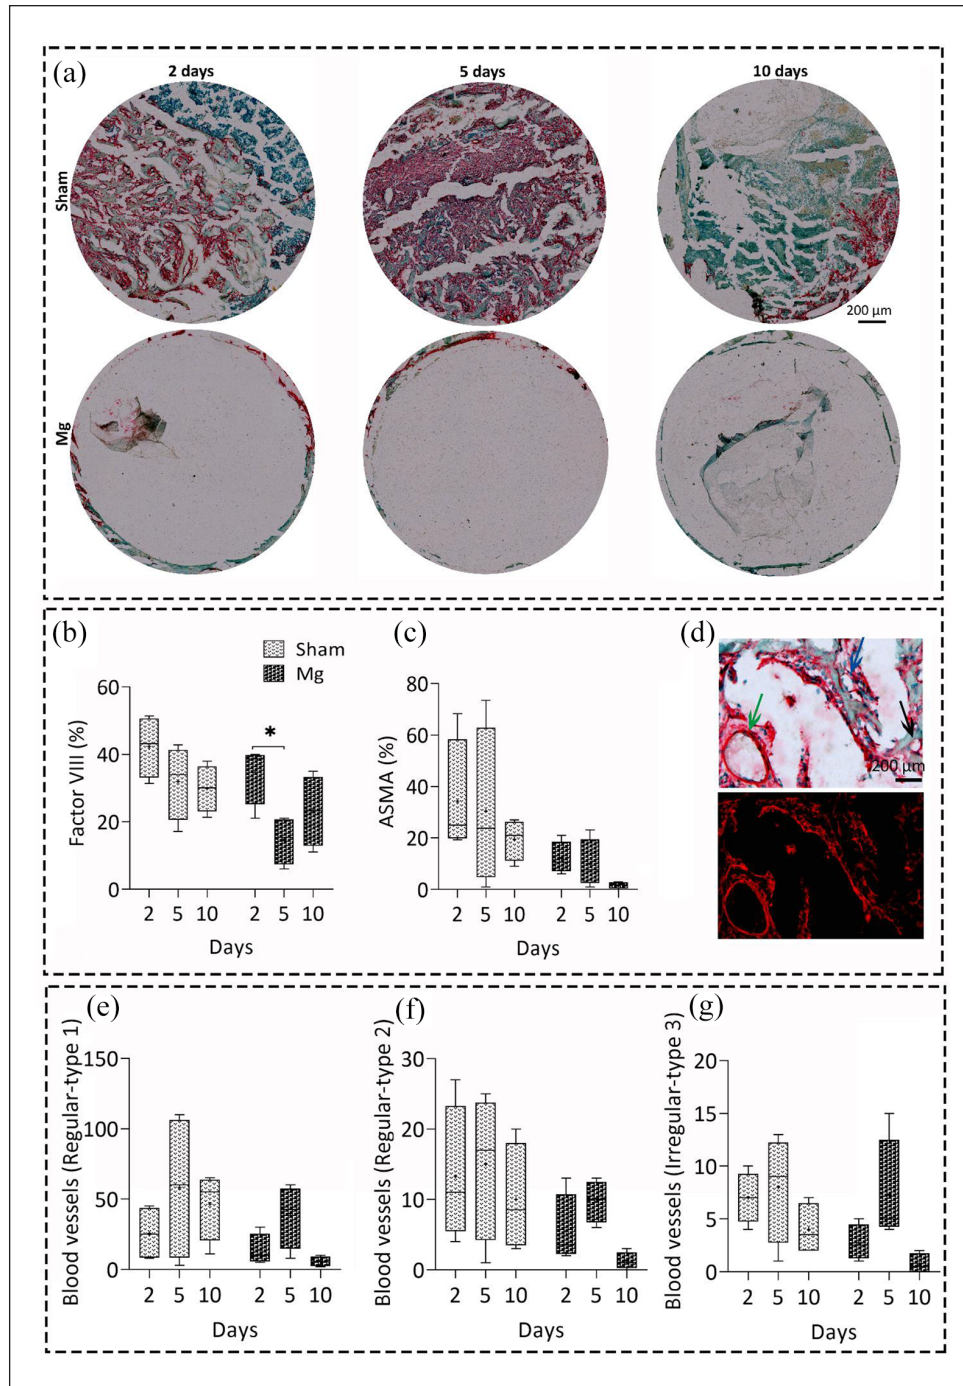 (a)
2 days
5 days
10 days
Sham
200 µm
Mg
(b)
(c)
(d)
Sham
Mg
Factor VIII (%)
60
40
20
0
*
2 5 10 2 5 10
Days
ASMA (%)
80
60
40
20
0
2 5 10 2 5 10
Days
200 µm
(e)
(f)
(g)
Blood vessels (Regular-type 1)
150
100
50
0
2 5 10 2 5 10
Days
Blood vessels (Regular-type 2)
30
20
10
0
2 5 10 2 5 10
Days
Blood vessels (Irregular-type 3)
20
15
10
5
0
2 5 10 2 5 10
Days